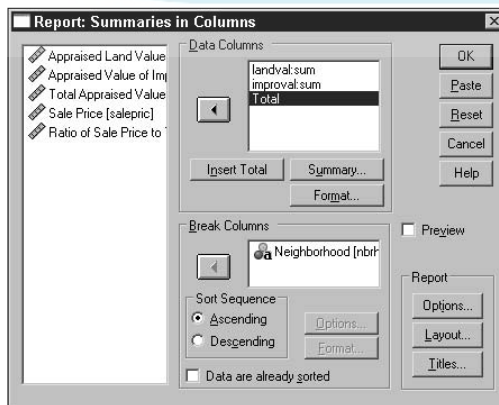 Report: Summaries in Columns
Appraised Land Value
Appraised Value of Imp
Total Appraised Value
Sale Price [salepric]
Ratio of Sale Price to
Data Columns
landval:sum
improval:sum
Total
Insert Total
Summary...
Format...
Break Columns
Neighborhood [nbrh
Sort Sequence
Ascending
Descending
Options...
Format...
Data are already sorted
OK
Paste
Reset
Cancel
Help
Preview
Report
Options...
Layout...
Titles...